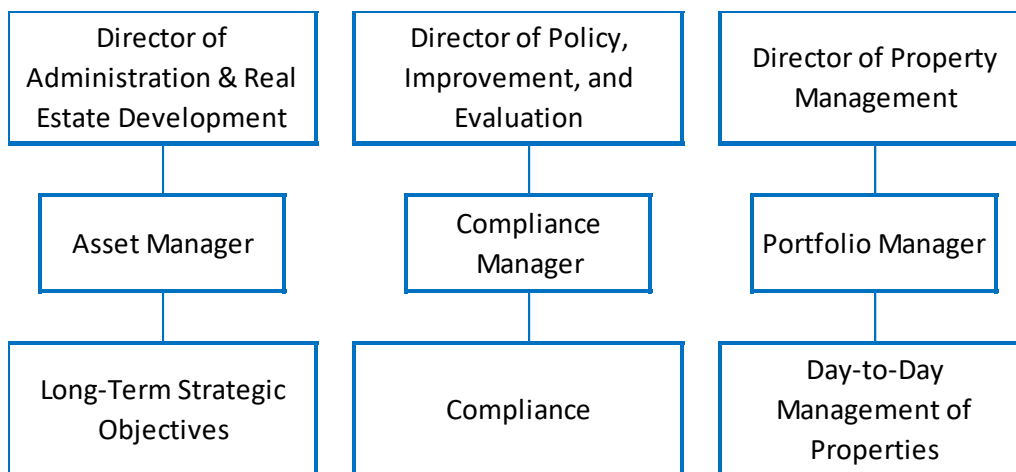 Director of
Administration & Real
Estate Development
Director of Policy,
Improvement, and
Evaluation
Director of Property
Management
Asset Manager
Compliance
Manager
Portfolio Manager
Long-Term Strategic
Objectives
Compliance
Day-to-Day
Management of
Properties